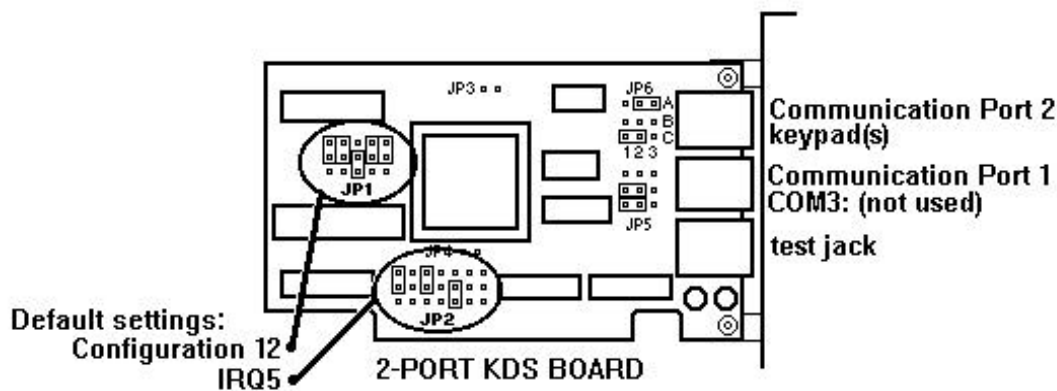 JP3
JP6
A
B
C
1 2 3
Communication Port 2
keypad(s)
JP1
Communication Port 1
COM3: (not used)
JP5
test jack
JP4
JP2
Default settings:
Configuration 12
IRQ5
2-PORT KDS BOARD